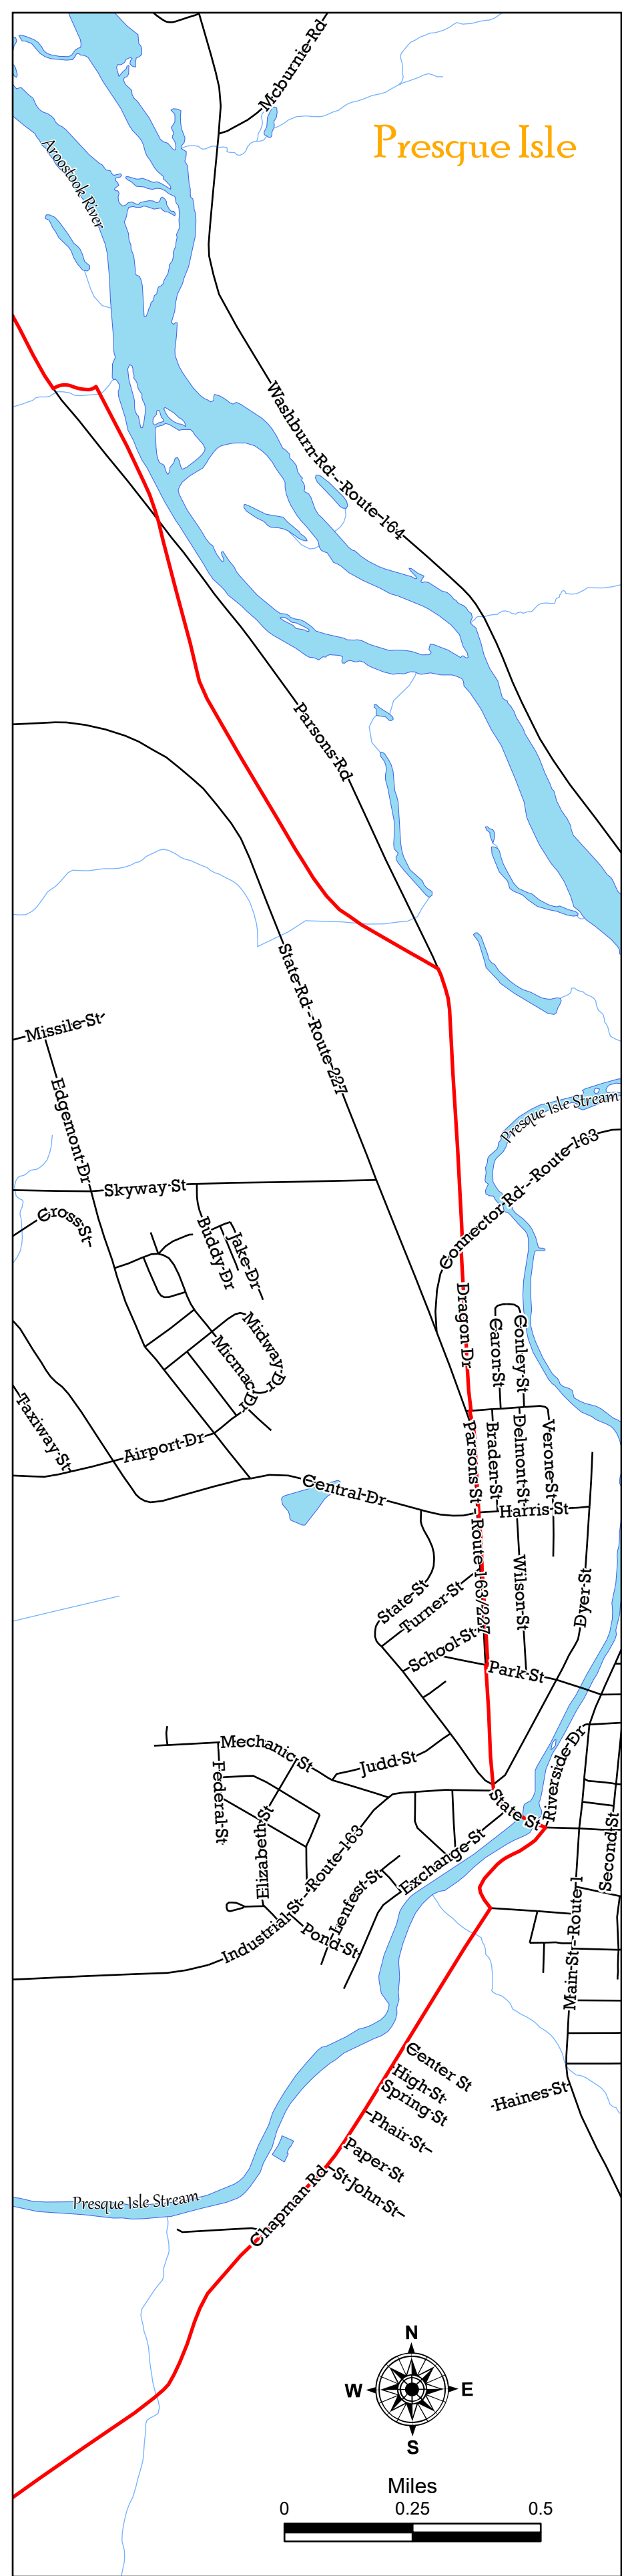 Mcburnie Rd
Presque Isle
Aroostook River
Washburn Rd - Route 164
Parsons Rd
State Rd - Route 227
Missile St
Edgemont Dr
Presque Isle Stream
Connector Rd - Route 163
Skyway St
Cross St
Buddy Dr
Jake Dr
Dragon Dr
Midway Dr
Micmac Dr
Caron St
Conley St
Taxiway St
Airport Dr
Parsons St - Route 163/227
Braden St
Delmont St
Verone St
Central Dr
Harris St
State St
Turner St
Wilson St
Dyer St
School St
Park St
Mechanic St
Judd St
Federal St
Riverside Dr
State St
Elizabeth St
Industrial St - Route 163
Exchange St
Second St
Lenfest St
Pond St
Main St - Route 1
Center St
High St
Spring St
Haines St
Phair St
Paper St
St John St
Presque Isle Stream
Chapman Rd
N
W
E
S
Miles
0 0.25 0.5